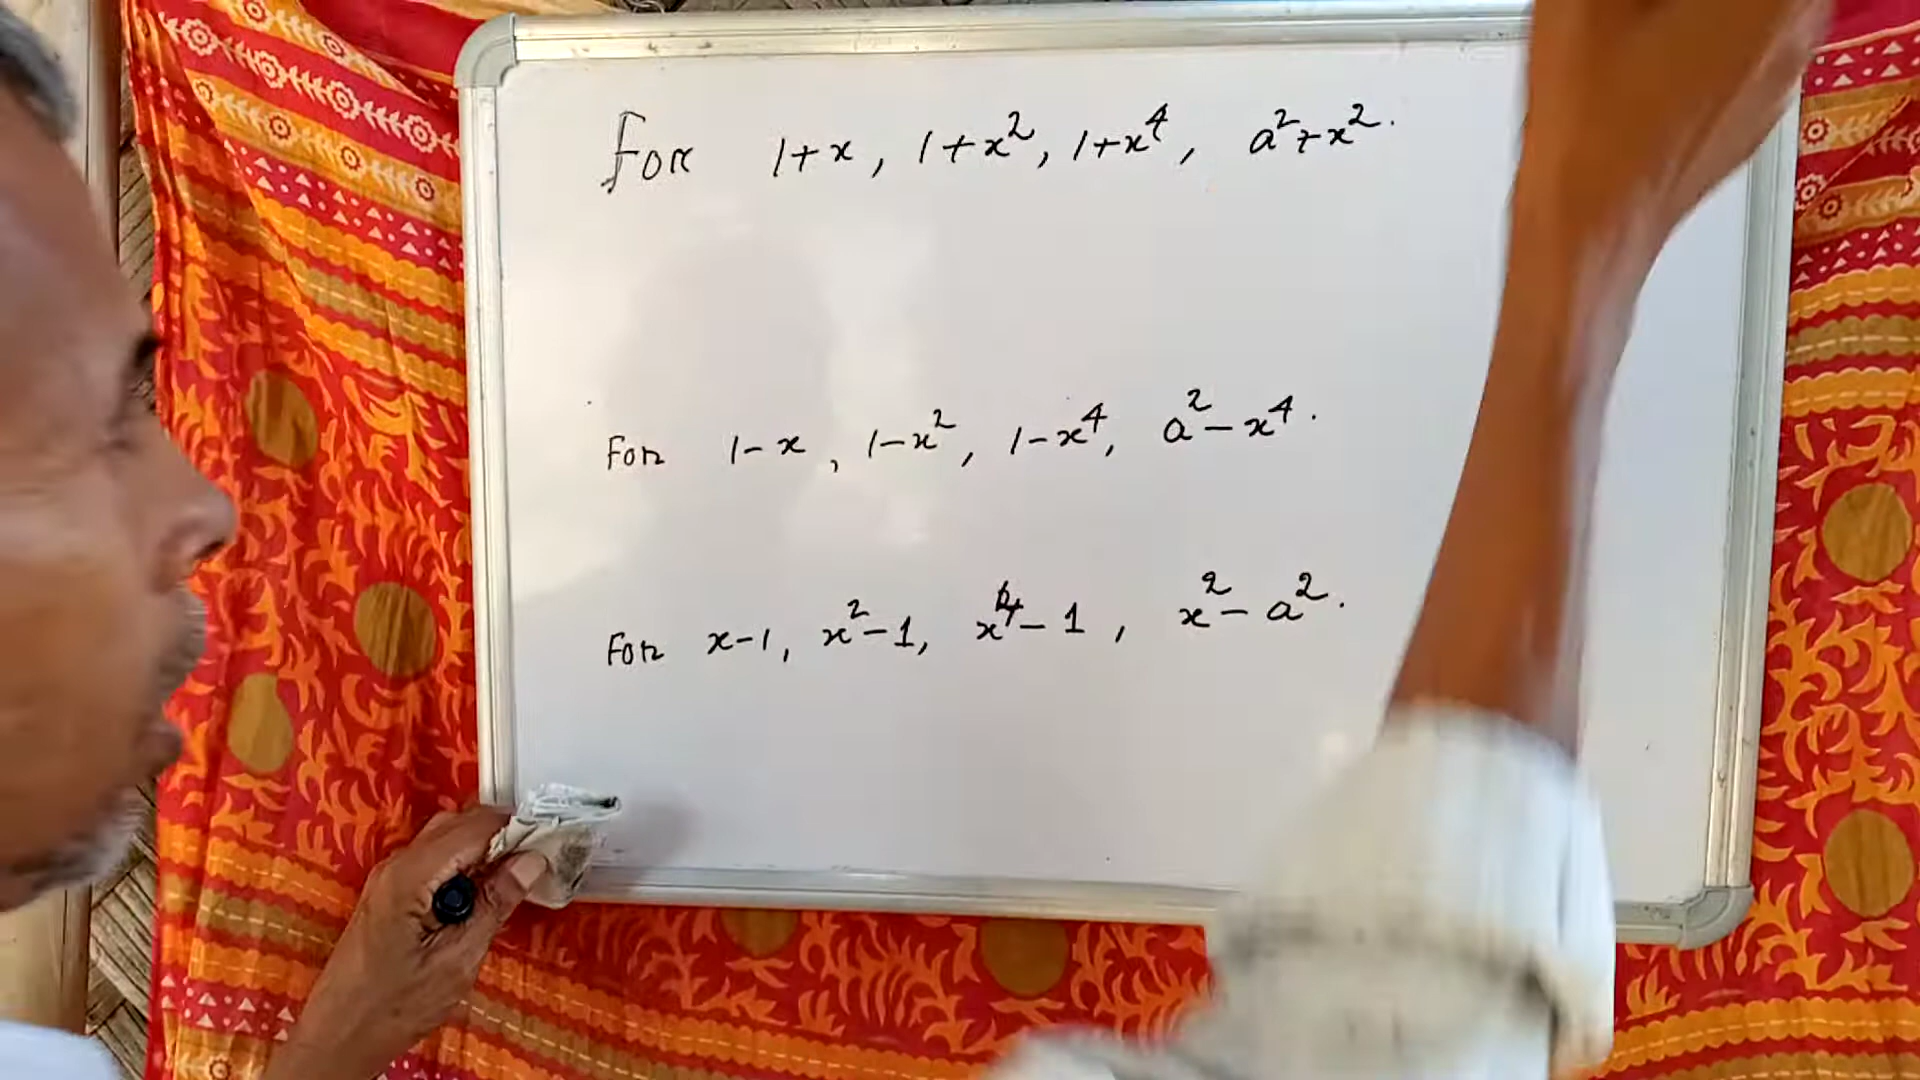 For 1+x, 1+x², 1+x⁴, a²+x².
For 1-x, 1-x², 1-x⁴, a²-x⁴.
For x-1, x²-1, x⁴-1, x²-a².